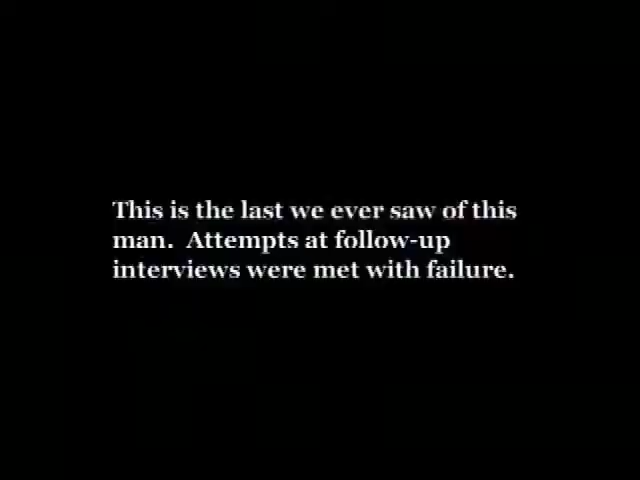 This is the last we ever saw of this
man.  Attempts at follow-up
interviews were met with failure.